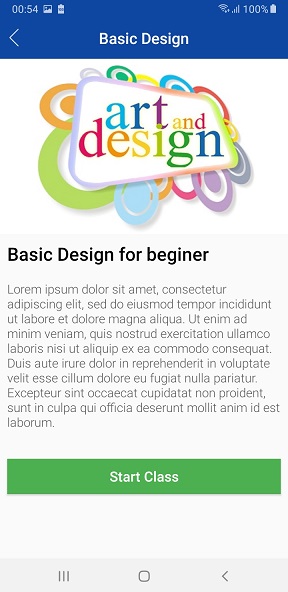 00:54 100%
Basic Design
art and
design
Basic Design for beginer
Lorem ipsum dolor sit amet, consectetur
adipiscing elit, sed do eiusmod tempor incididunt
ut labore et dolore magna aliqua. Ut enim ad
minim veniam, quis nostrud exercitation ullamco
laboris nisi ut aliquip ex ea commodo consequat.
Duis aute irure dolor in reprehenderit in voluptate
velit esse cillum dolore eu fugiat nulla pariatur.
Excepteur sint occaecat cupidatat non proident,
sunt in culpa qui officia deserunt mollit anim id est
laborum.
Start Class